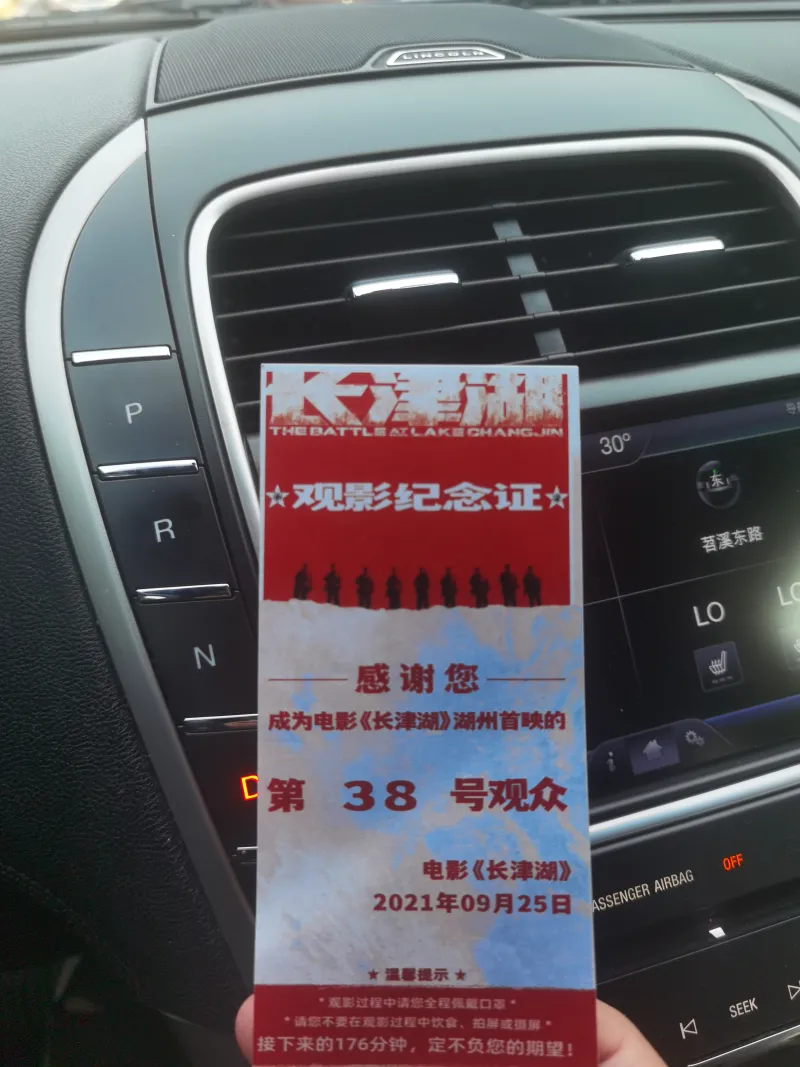 LINCOLN
P
R
N
D
长津湖
THE BATTLE AT LAKE CHANGJIN
★观影纪念证★
感谢您
成为电影《长津湖》湖州首映的
第 38 号观众
电影《长津湖》
2021年09月25日
★ 温馨提示 ★
* 观影过程中请您全程佩戴口罩 *
* 请您不要在观影过程中饮食、拍屏或摄屏 *
接下来的176分钟，定不负您的期望！
30°
东
苕溪东路
LO
LO
ASSENGER AIRBAG
OFF
SEEK